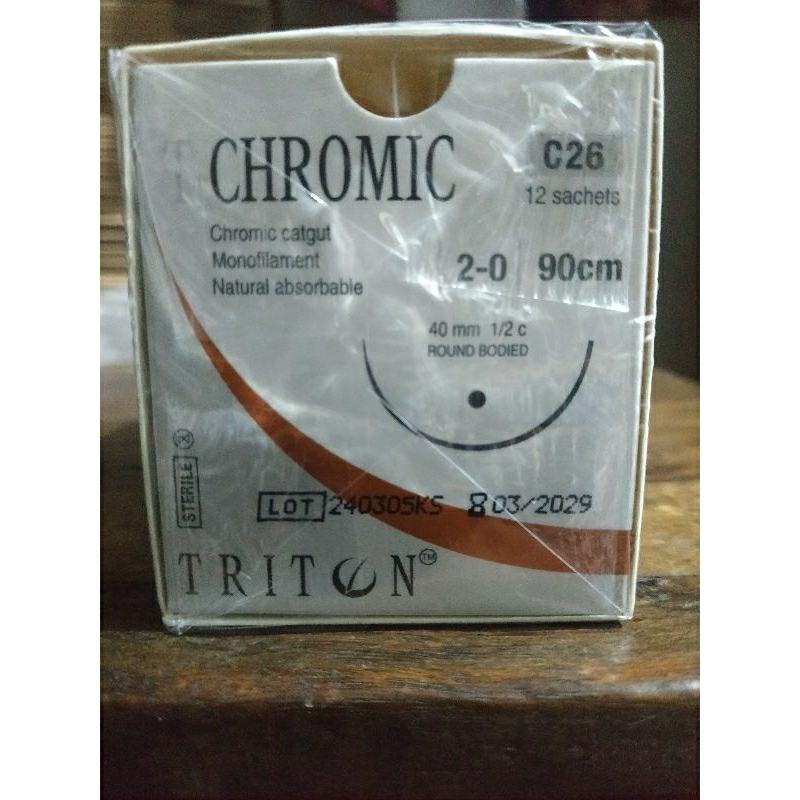 CHROMIC
C26
12 sachets
Chromic catgut
Monofilament
Natural absorbable
2-0 90cm
40 mm 1/2 c
ROUND BODIED
STERILE
LOT 240305KS 03/2029
TRITON TM